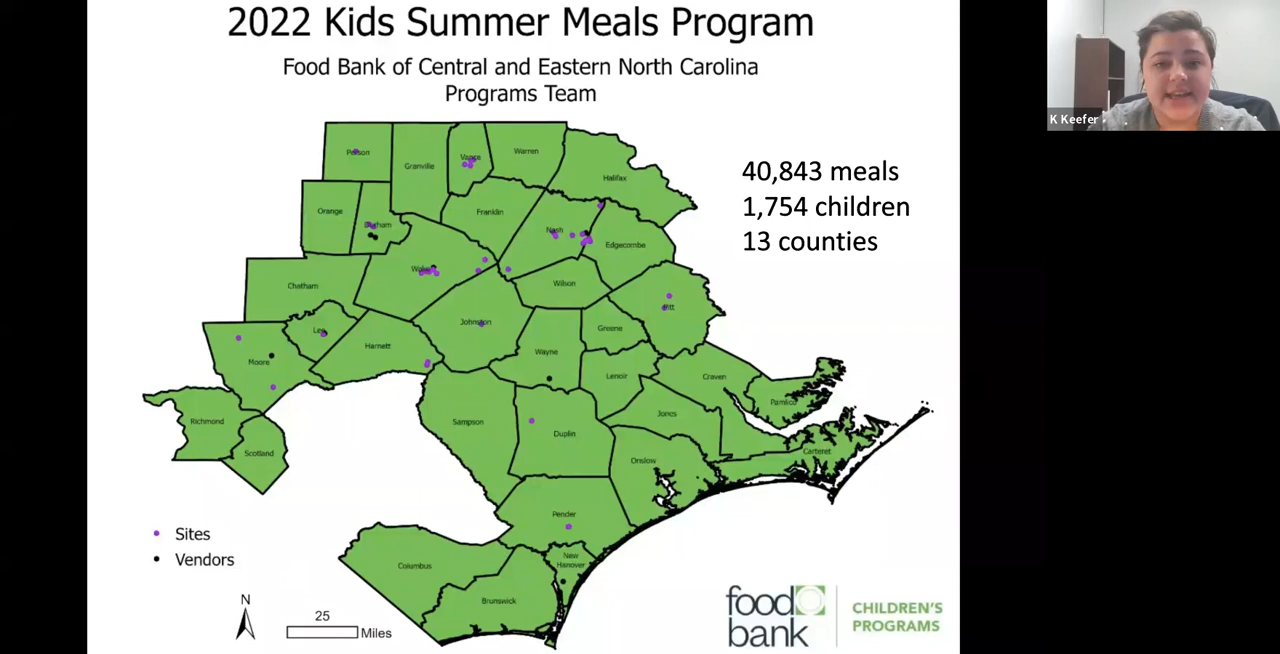 2022 Kids Summer Meals Program
Food Bank of Central and Eastern North Carolina
Programs Team
K Keefer
40,843 meals
1,754 children
13 counties
Person
Granville
Vance
Warren
Halifax
Orange
Durham
Franklin
Nash
Edgecombe
Wake
Chatham
Wilson
Pitt
Johnston
Lee
Harnett
Greene
Moore
Wayne
Lenoir
Craven
Pamlico
Richmond
Sampson
Duplin
Jones
Scotland
Onslow
Carteret
Pender
Columbus
New
Hanover
Brunswick
Sites
Vendors
N
25
Miles
food
bank
CHILDREN'S
PROGRAMS